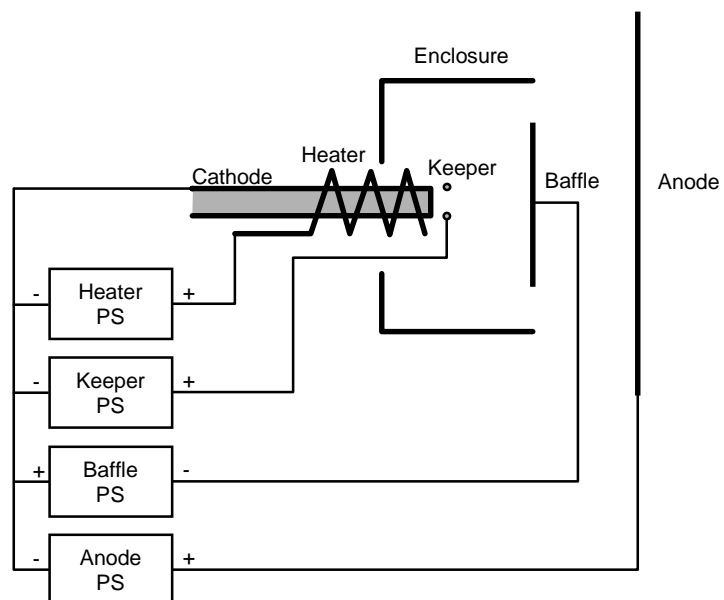 Enclosure
Heater
Keeper
Cathode
Baffle
Anode
- Heater +
PS
- Keeper +
PS
+ Baffle -
PS
- Anode +
PS